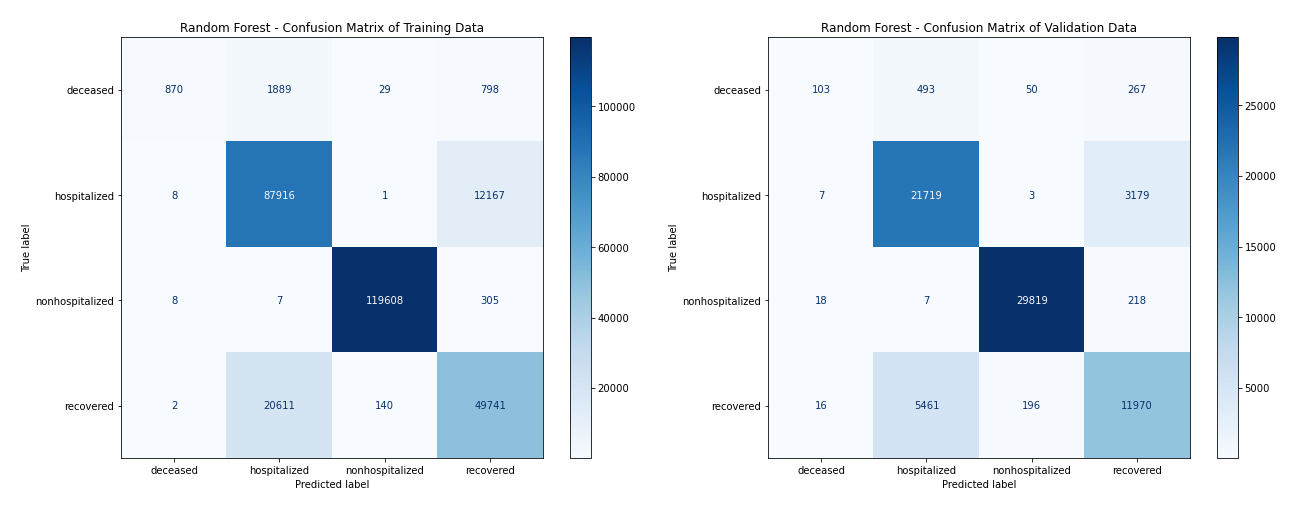 Random Forest - Confusion Matrix of Training Data
True label
deceased 870 1889 29 798
hospitalized 8 87916 1 12167
nonhospitalized 8 7 119608 305
recovered 2 20611 140 49741
deceased hospitalized nonhospitalized recovered
Predicted label
100000
80000
60000
40000
20000
Random Forest - Confusion Matrix of Validation Data
True label
deceased 103 493 50 267
hospitalized 7 21719 3 3179
nonhospitalized 18 7 29819 218
recovered 16 5461 196 11970
deceased hospitalized nonhospitalized recovered
Predicted label
25000
20000
15000
10000
5000